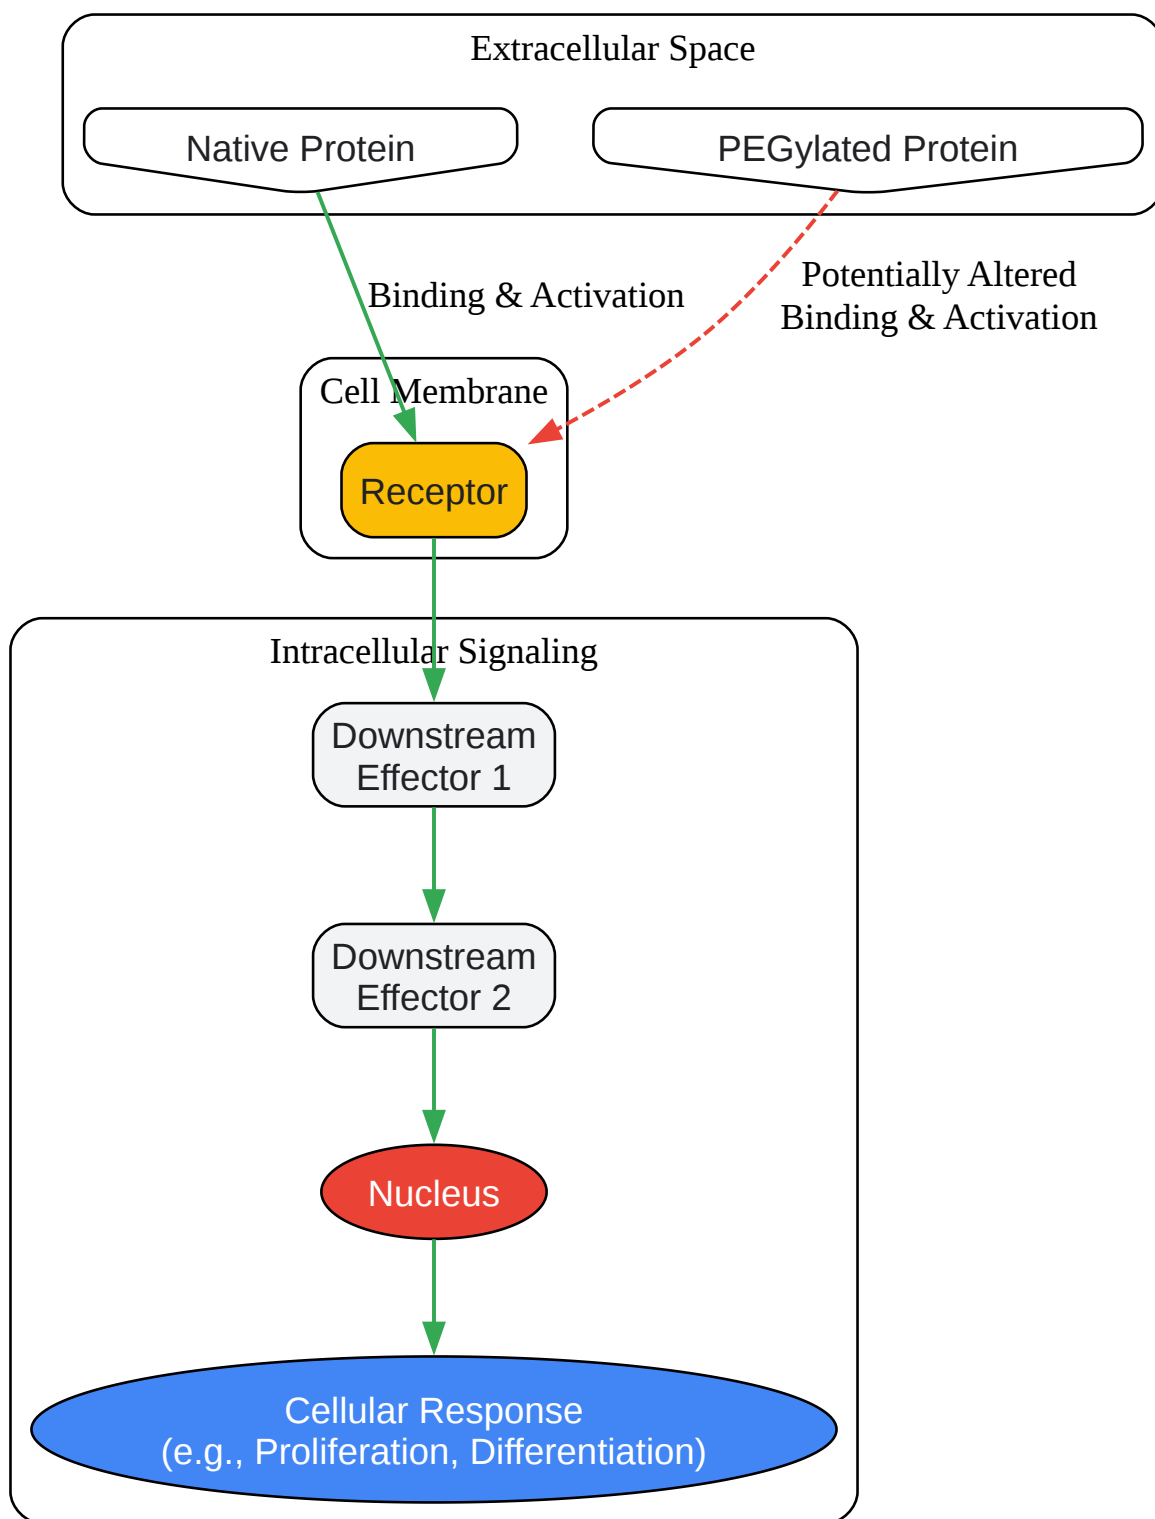 Extracellular Space
Native Protein
PEGylated Protein
Binding & Activation
Potentially Altered
Binding & Activation
Cell Membrane
Receptor
Intracellular Signaling
Downstream
Effector 1
Downstream
Effector 2
Nucleus
Cellular Response
(e.g., Proliferation, Differentiation)